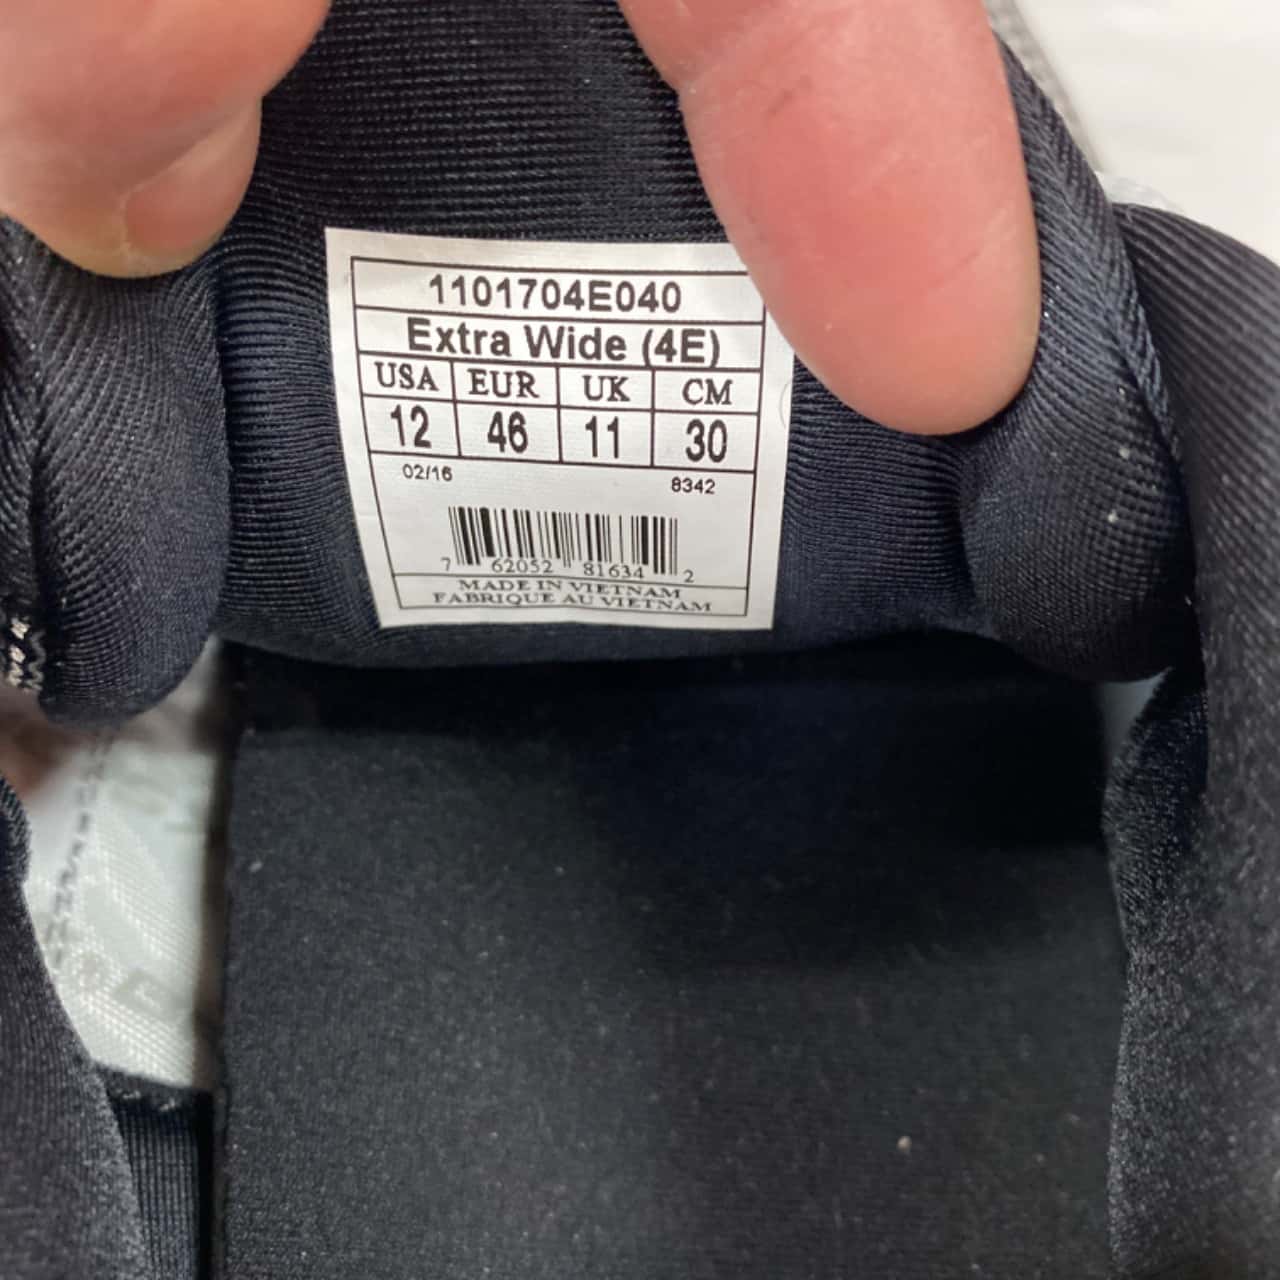 1101704E040
Extra Wide (4E)
USA EUR UK CM
12 46 11 30
02/16 8342
7 62052 81634 2
MADE IN VIETNAM
FABRIQUE AU VIETNAM